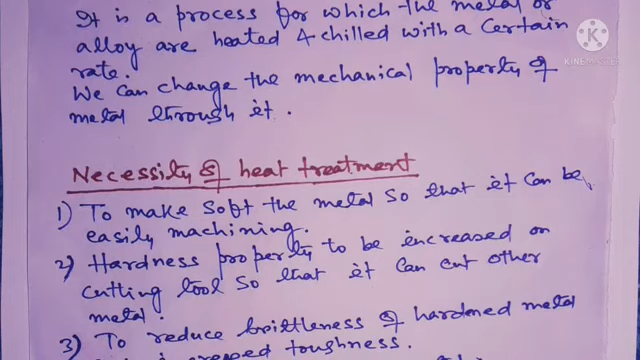 It is a process for which the metal or
alloy are heated & chilled with a certain
rate.
We can change the mechanical property of
metal through it.
KINEMASTER
Necessity of heat treatment
1) To make soft the metal so that it can be
easily machining.
2) Hardness property to be increased on
cutting tool so that it can cut other
metal.
3) To reduce brittleness of hardened metal
increased toughness.